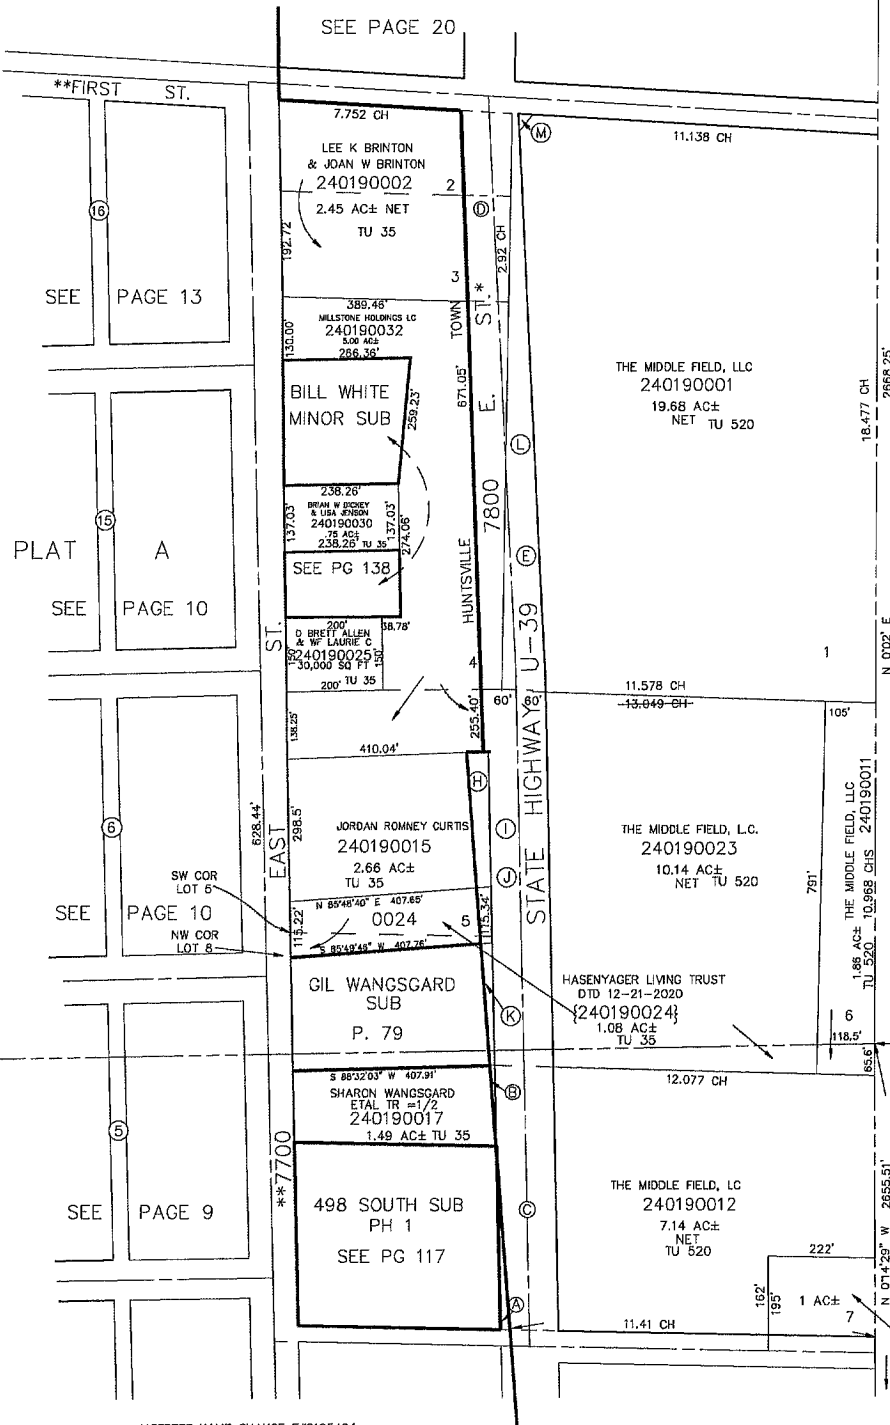 SEE PAGE 20
**FIRST ST.
7.752 CH
11.138 CH
M
LEE K BRINTON
& JOAN W BRINTON
240190002
2.45 AC± NET
TU 35
2
D
192.72'
2.92 CH
16
SEE PAGE 13
3
389.46'
MILLSTONE HOLDINGS LC
240190032
5.00 AC±
266.36'
130.00'
TOWN
ST.*
BILL WHITE
MINOR SUB
259.23'
671.05'
E.
THE MIDDLE FIELD, LLC
240190001
19.68 AC±
NET TU 520
18.477 CH
2668.25'
L
238.26'
BRIAN W DICKEY
& LISA JENSON
240190030
.75 AC±
238.26' TU 35
137.03'
137.03'
274.06'
7800
15
PLAT A
SEE PAGE 10
SEE PG 138
HUNTSVILLE
E
ST.
200'
38.78'
D BRETT ALLEN
& WF LAURIE C
240190025
30,000 SQ FT
TU 35
150'
150'
200'
4
U-39
1
N 0°02' E
11.578 CH
13.049 CH
60' 60'
105'
138.25'
255.40'
410.04'
H
HIGHWAY
628.44'
298.5'
EAST
JORDAN ROMNEY CURTIS
240190015
2.66 AC±
TU 35
I
J
STATE
THE MIDDLE FIELD, L.C.
240190023
10.14 AC±
NET TU 520
791'
THE MIDDLE FIELD, LLC
1.86 AC± 10.968 CHS 240190011
TU 520
6
SW COR
LOT 6
SEE PAGE 10
NW COR
LOT 8
N 85°48'40" E 407.65'
0024
5
115.22'
115.34'
S 85°49'48" W 407.76'
GIL WANGSGARD
SUB
P. 79
K
HASENYAGER LIVING TRUST
DTD 12-21-2020
{240190024}
1.08 AC±
TU 35
6
118.5'
65.6'
S 88°32'03" W 407.91'
12.077 CH
SHARON WANGSGARD
ETAL TR =1/2
240190017
1.49 AC± TU 35
B
5
**7700
SEE PAGE 9
498 SOUTH SUB
PH 1
SEE PG 117
C
THE MIDDLE FIELD, LC
240190012
7.14 AC±
NET
TU 520
N 0°14'29" W 2655.51'
222'
162'
195'
1 AC±
7
A
11.41 CH